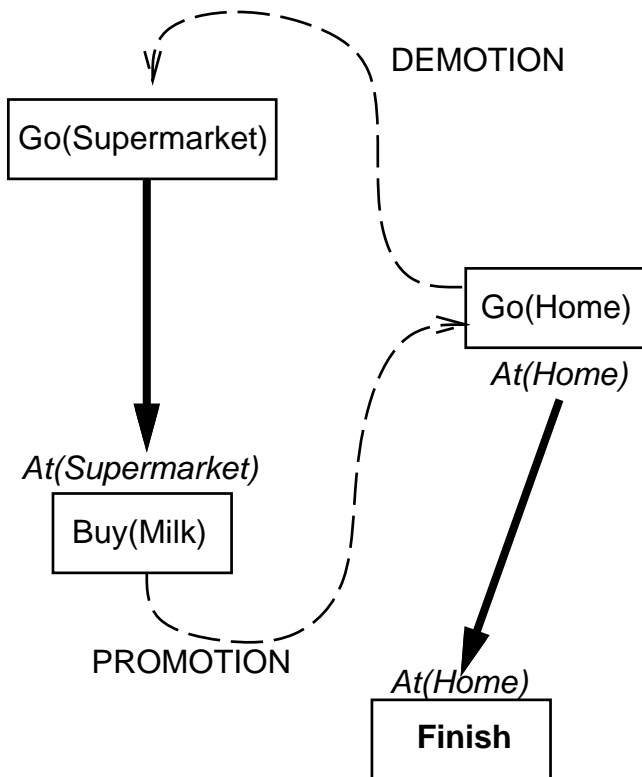 DEMOTION
Go(Supermarket)
Go(Home)
At(Home)
At(Supermarket)
Buy(Milk)
PROMOTION
At(Home)
Finish